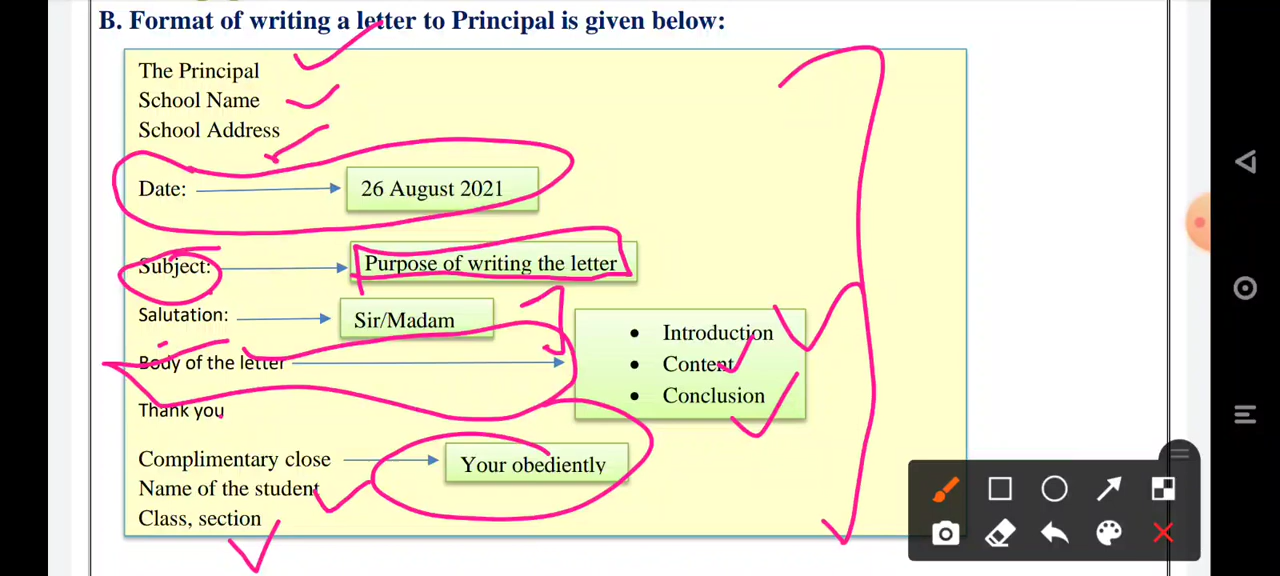 B. Format of writing a letter to Principal is given below:
The Principal
School Name
School Address
Date: 26 August 2021
Subject: Purpose of writing the letter
Salutation: Sir/Madam
• Introduction
Body of the letter • Content
• Conclusion
Thank you
Complimentary close Your obediently
Name of the student
Class, section